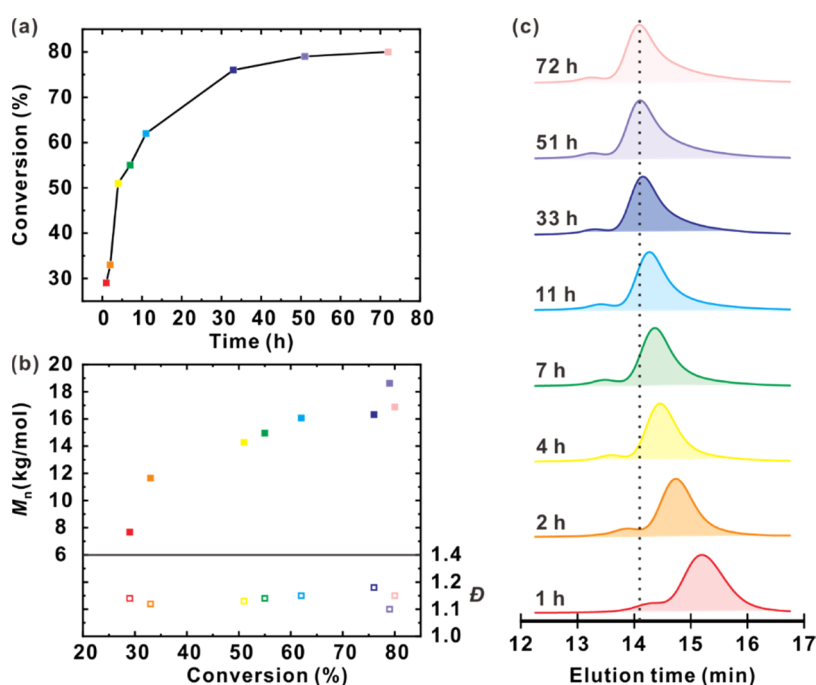 (a)
80
70
60
50
40
30
Conversion (%)
0 10 20 30 40 50 60 70 80
Time (h)
(b)
20
18
16
14
12
10
8
6
Mn(kg/mol)
1.4
1.2
1.1
1.0
Đ
20 30 40 50 60 70 80
Conversion (%)
(c)
72 h
51 h
33 h
11 h
7 h
4 h
2 h
1 h
12 13 14 15 16 17
Elution time (min)